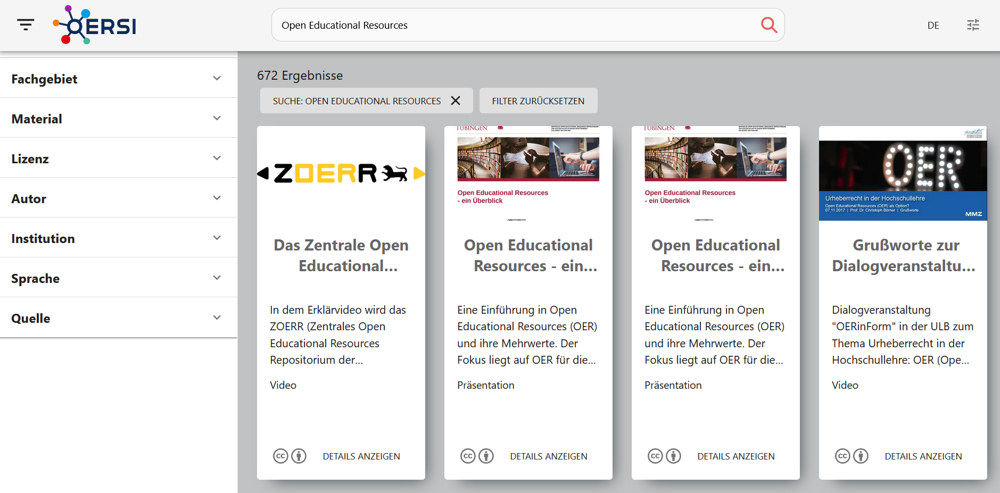 OERSI
Open Educational Resources
DE
Fachgebiet
Material
Lizenz
Autor
Institution
Sprache
Quelle
672 Ergebnisse
SUCHE: OPEN EDUCATIONAL RESOURCES
FILTER ZURÜCKSETZEN
ZOERR
Das Zentrale Open
Educational...
In dem Erklärvideo wird das
ZOERR (Zentrales Open
Educational Resources
Repositorium der...
Video
cc
DETAILS ANZEIGEN
TÜBINGEN
Open Educational Resources
- ein Überblick
Open Educational
Resources - ein...
Eine Einführung in Open
Educational Resources (OER)
und ihre Mehrwerte. Der
Fokus liegt auf OER für die...
Präsentation
cc
DETAILS ANZEIGEN
TÜBINGEN
Open Educational Resources
- ein Überblick
Open Educational
Resources - ein...
Eine Einführung in Open
Educational Resources (OER)
und ihre Mehrwerte. Der
Fokus liegt auf OER für die...
Präsentation
cc
DETAILS ANZEIGEN
OER
Urheberrecht in der Hochschullehre
Open Educational Resources (OER) als Option?
07.11.2017 | Prof. Dr. Christoph Börner | Grußworte
MMZ
Grußworte zur
Dialogveranstaltu...
Dialogveranstaltung
"OERinForm" in der ULB zum
Thema Urheberrecht in der
Hochschullehre: OER (Ope...
Video
cc
DETAILS ANZEIGEN